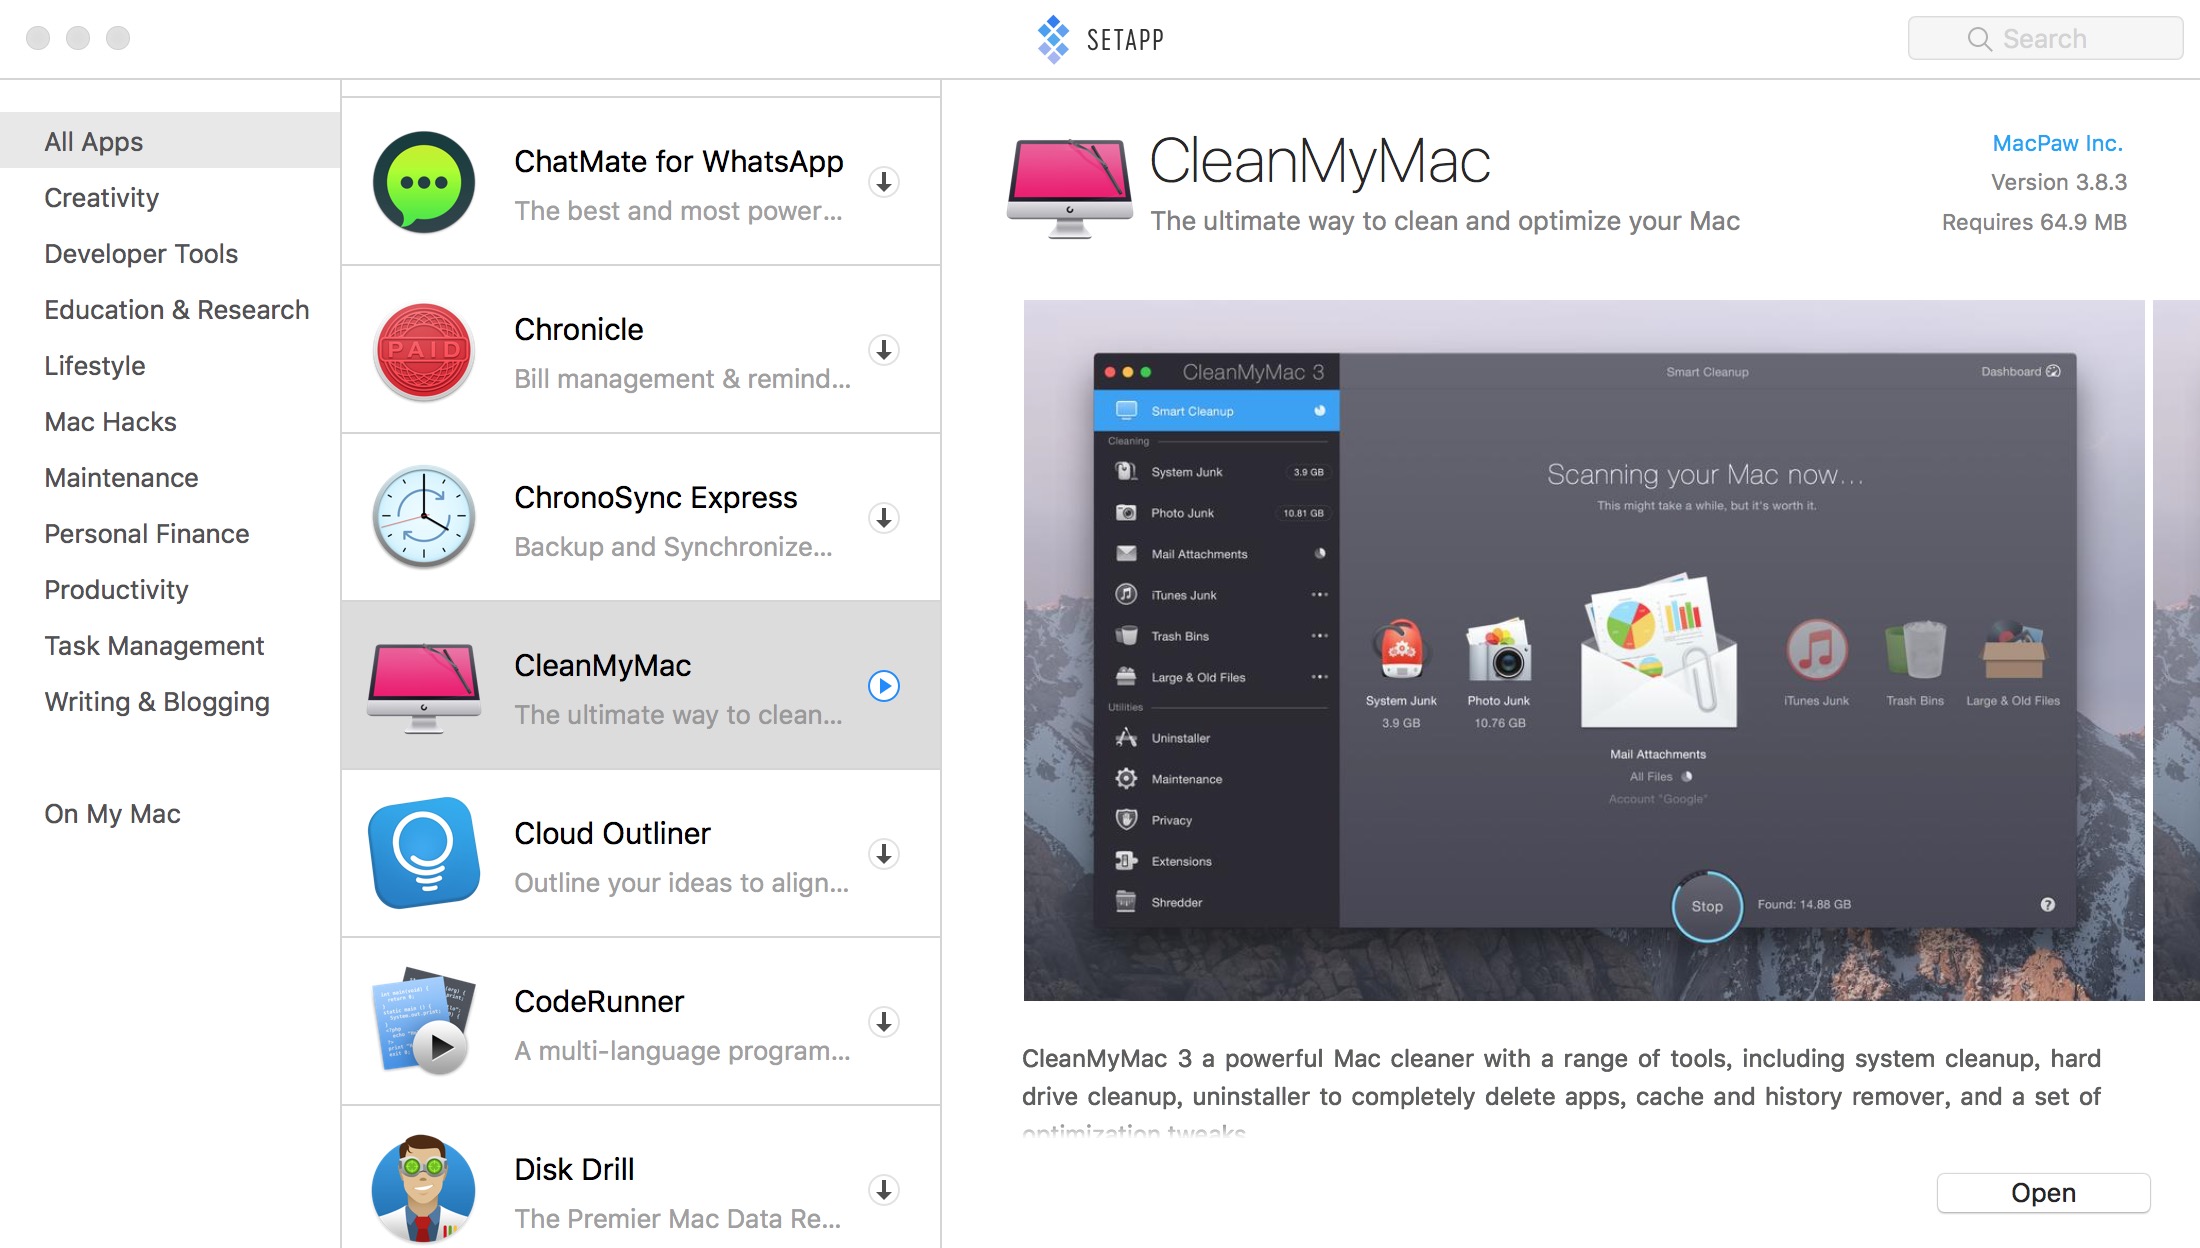 SETAPP
Search
All Apps
Creativity
Developer Tools
Education & Research
Lifestyle
Mac Hacks
Maintenance
Personal Finance
Productivity
Task Management
Writing & Blogging
On My Mac
ChatMate for WhatsApp
The best and most power...
PAID
Chronicle
Bill management & remind...
ChronoSync Express
Backup and Synchronize...
CleanMyMac
The ultimate way to clean...
Cloud Outliner
Outline your ideas to align...
CodeRunner
A multi-language program...
Disk Drill
The Premier Mac Data Re...
CleanMyMac
The ultimate way to clean and optimize your Mac
MacPaw Inc.
Version 3.8.3
Requires 64.9 MB
CleanMyMac 3
Smart Cleanup
Dashboard
Smart Cleanup
Cleaning
System Junk 3.9 GB
Photo Junk 10.81 GB
Mail Attachments
iTunes Junk
Trash Bins
Large & Old Files
Utilities
Uninstaller
Maintenance
Privacy
Extensions
Shredder
Scanning your Mac now...
This might take a while, but it's worth it.
System Junk
3.9 GB
Photo Junk
10.76 GB
Mail Attachments
All Files
Account "Google"
iTunes Junk
Trash Bins
Large & Old Files
Stop
Found: 14.88 GB
?
CleanMyMac 3 a powerful Mac cleaner with a range of tools, including system cleanup, hard
drive cleanup, uninstaller to completely delete apps, cache and history remover, and a set of
optimization tweaks
Open